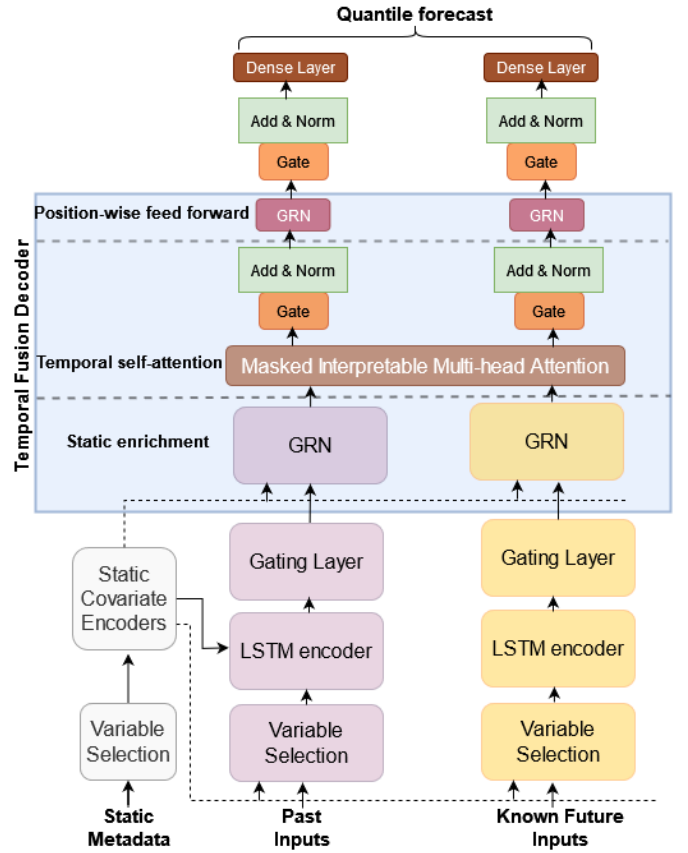 Quantile forecast
Dense Layer
Dense Layer
Add & Norm
Add & Norm
Gate
Gate
Temporal Fusion Decoder
Position-wise feed forward
GRN
GRN
Add & Norm
Add & Norm
Gate
Gate
Temporal self-attention
Masked Interpretable Multi-head Attention
Static enrichment
GRN
GRN
Static
Covariate
Encoders
Gating Layer
Gating Layer
LSTM encoder
LSTM encoder
Variable
Selection
Variable
Selection
Variable
Selection
Static
Metadata
Past
Inputs
Known Future
Inputs